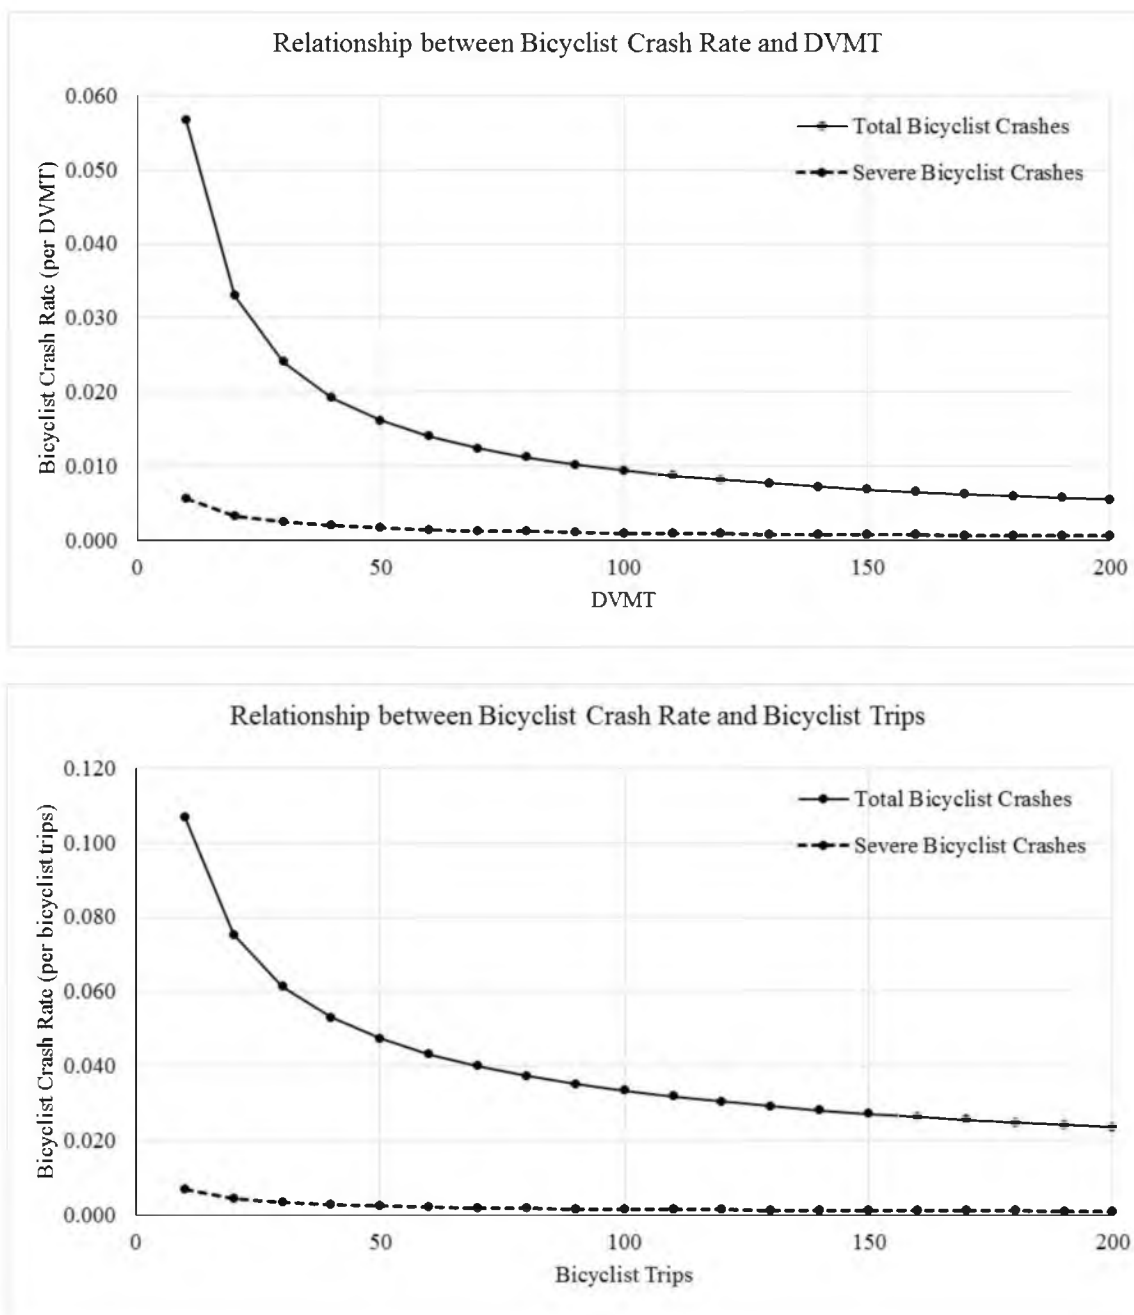 Relationship between Bicyclist Crash Rate and DVMT
0.060
0.050
0.040
0.030
0.020
0.010
0.000
Bicyclist Crash Rate (per DVMT)
Total Bicyclist Crashes
Severe Bicyclist Crashes
0 50 100 150 200
DVMT
Relationship between Bicyclist Crash Rate and Bicyclist Trips
0.120
0.100
0.080
0.060
0.040
0.020
0.000
Bicyclist Crash Rate (per bicyclist trips)
Total Bicyclist Crashes
Severe Bicyclist Crashes
0 50 100 150 200
Bicyclist Trips